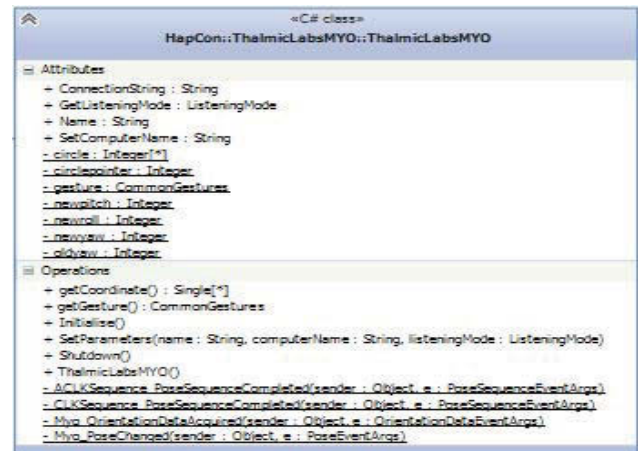 «C# class»
HapCon::ThalmicLabsMYO::ThalmicLabsMYO
Attributes
+ ConnectionString : String
+ GetListeningMode : ListeningMode
+ Name : String
+ SetComputerName : String
- circle : Integer[*]
- circlepointer : Integer
- gesture : CommonGestures
- newpitch : Integer
- newroll : Integer
- newyaw : Integer
- oldyaw : Integer
Operations
+ getCoordinate() : Single[*]
+ getGesture() : CommonGestures
+ Initialise()
+ SetParameters(name : String, computerName : String, listeningMode : ListeningMode)
+ Shutdown()
+ ThalmicLabsMYO()
- ACLKSequence_PoseSequenceCompleted(sender : Object, e : PoseSequenceEventArgs)
- CLKSequence_PoseSequenceCompleted(sender : Object, e : PoseSequenceEventArgs)
- Myo_OrientationDataAcquired(sender : Object, e : OrientationDataEventArgs)
- Myo_PoseChanged(sender : Object, e : PoseEventArgs)